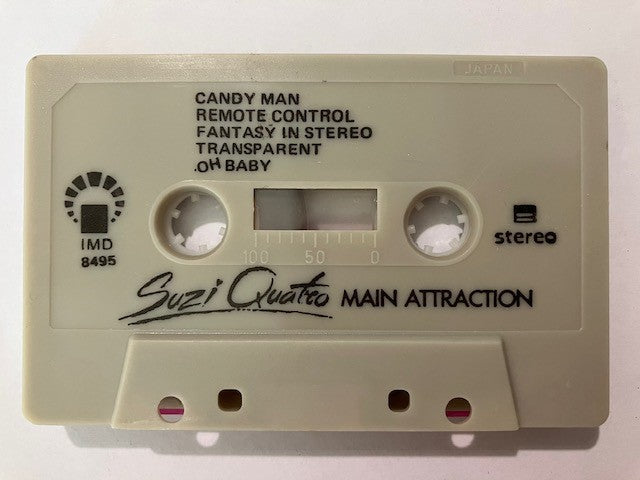 JAPAN
CANDY MAN
REMOTE CONTROL
FANTASY IN STEREO
TRANSPARENT
.OH BABY
IMD
8495
B
stereo
100 50 0
Suzi Quatro MAIN ATTRACTION